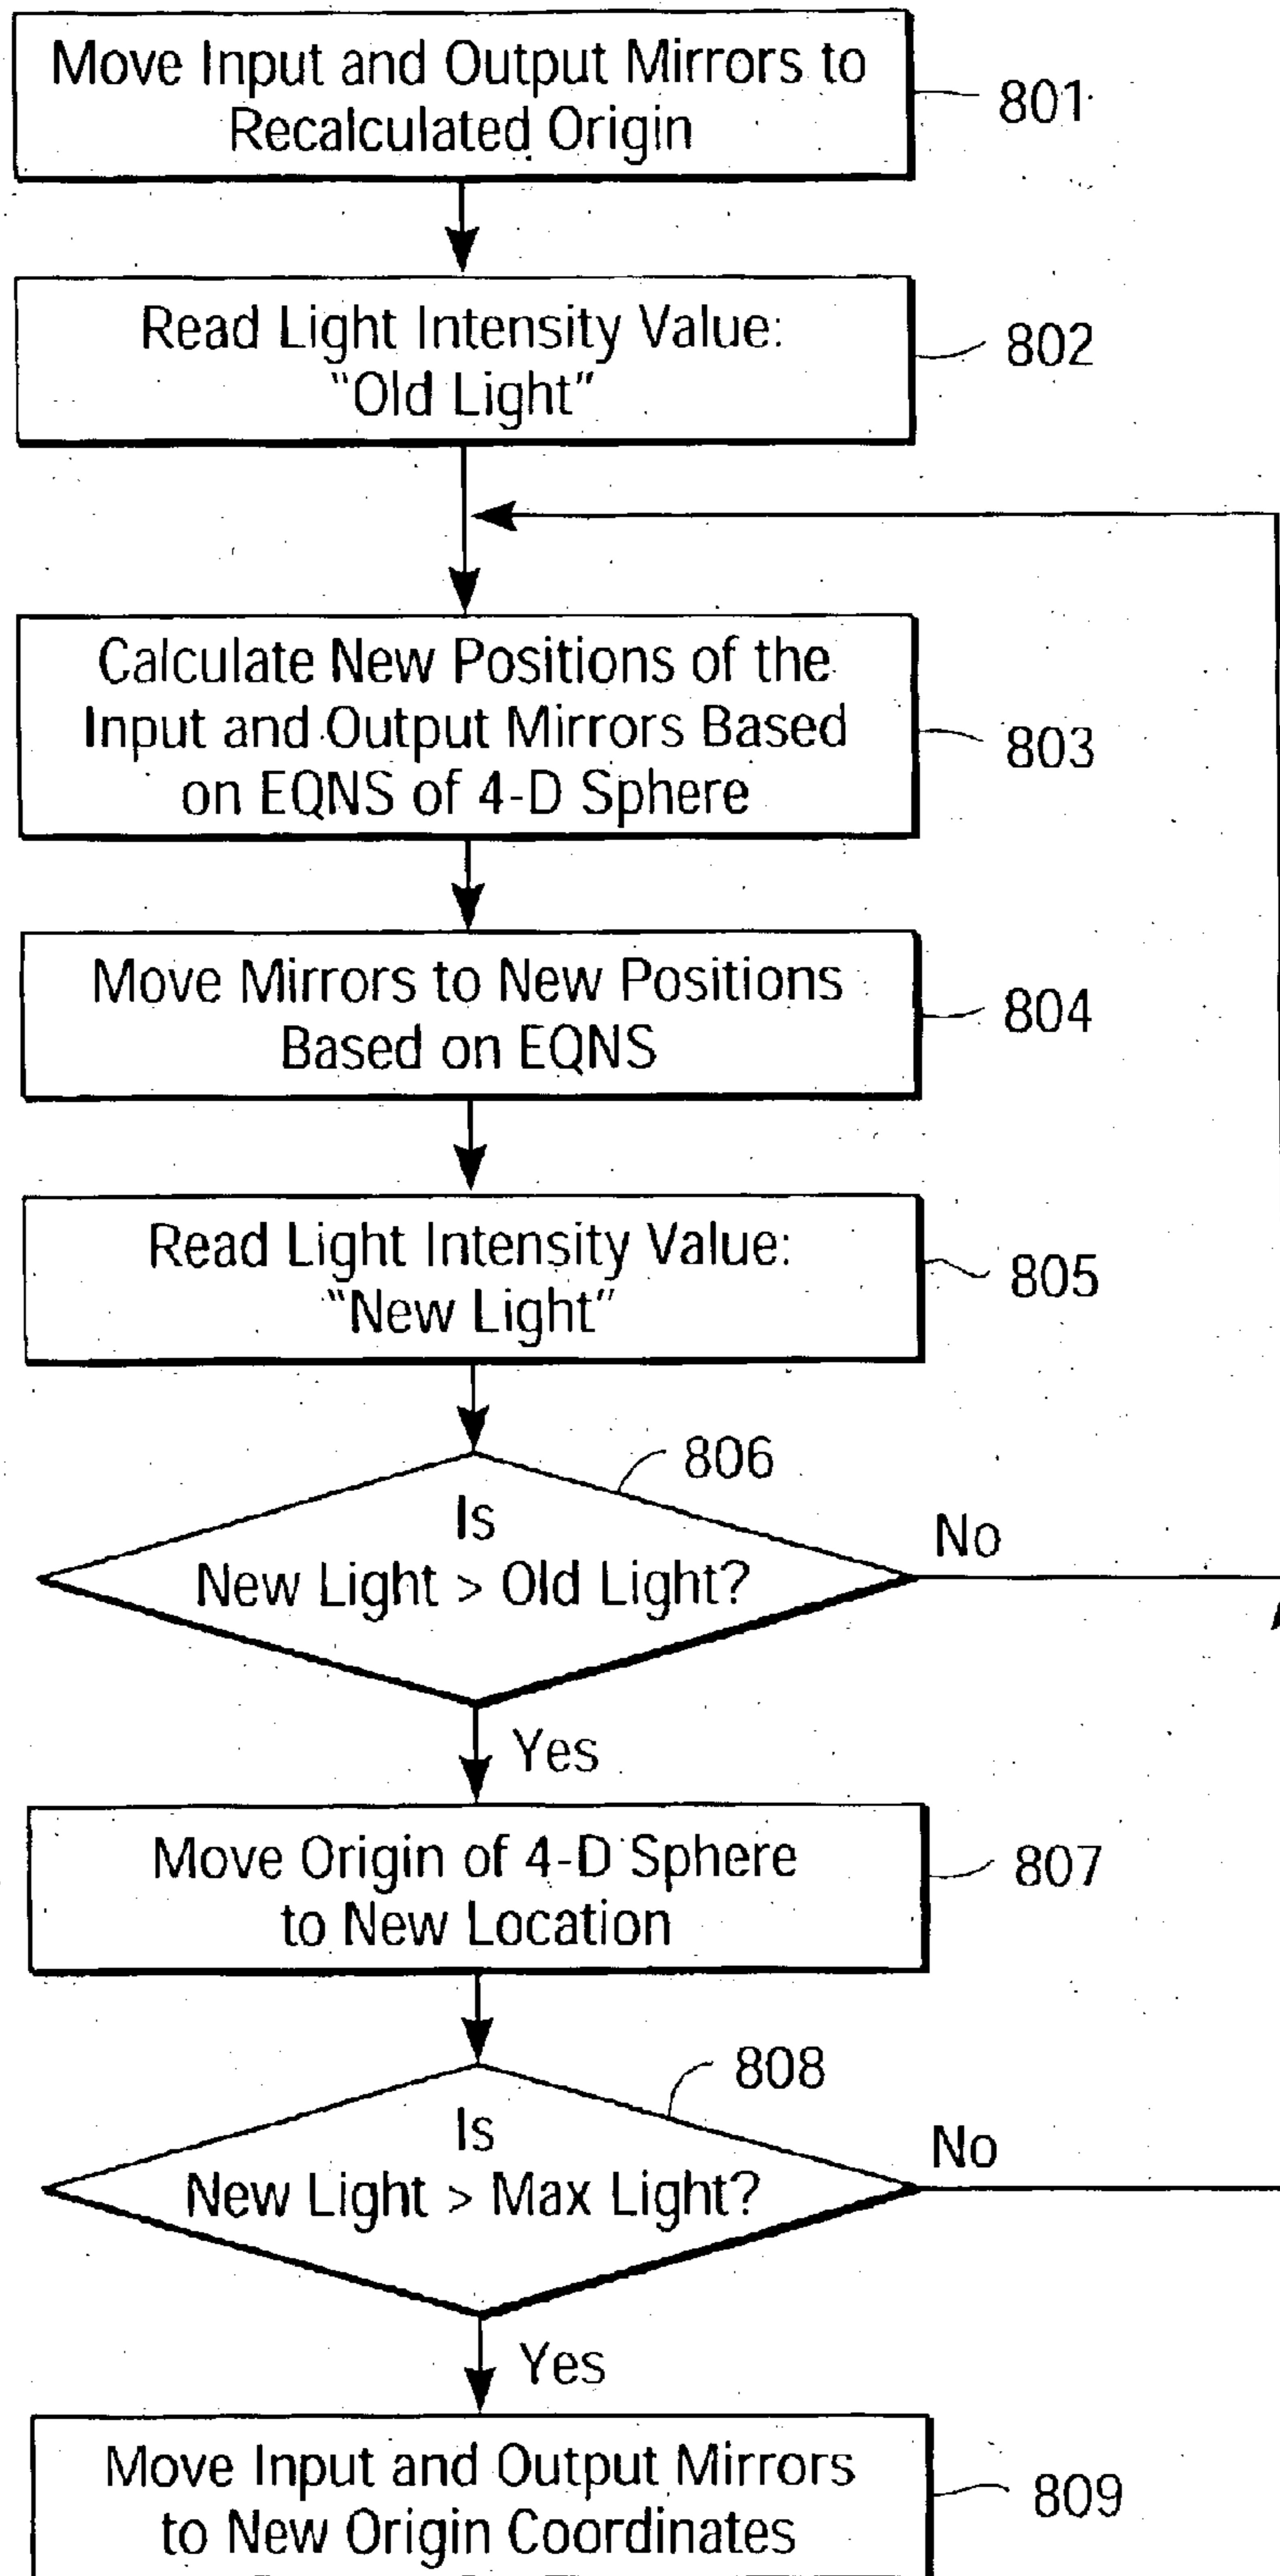 Move Input and Output Mirrors to
Recalculated Origin
801
Read Light Intensity Value:
"Old Light"
802
Calculate New Positions of the
Input and Output Mirrors Based
on EQNS of 4-D Sphere
803
Move Mirrors to New Positions
Based on EQNS
804
Read Light Intensity Value:
"New Light"
805
806
Is
New Light > Old Light?
No
Yes
Move Origin of 4-D Sphere
to New Location
807
808
Is
New Light > Max Light?
No
Yes
Move Input and Output Mirrors
to New Origin Coordinates
809